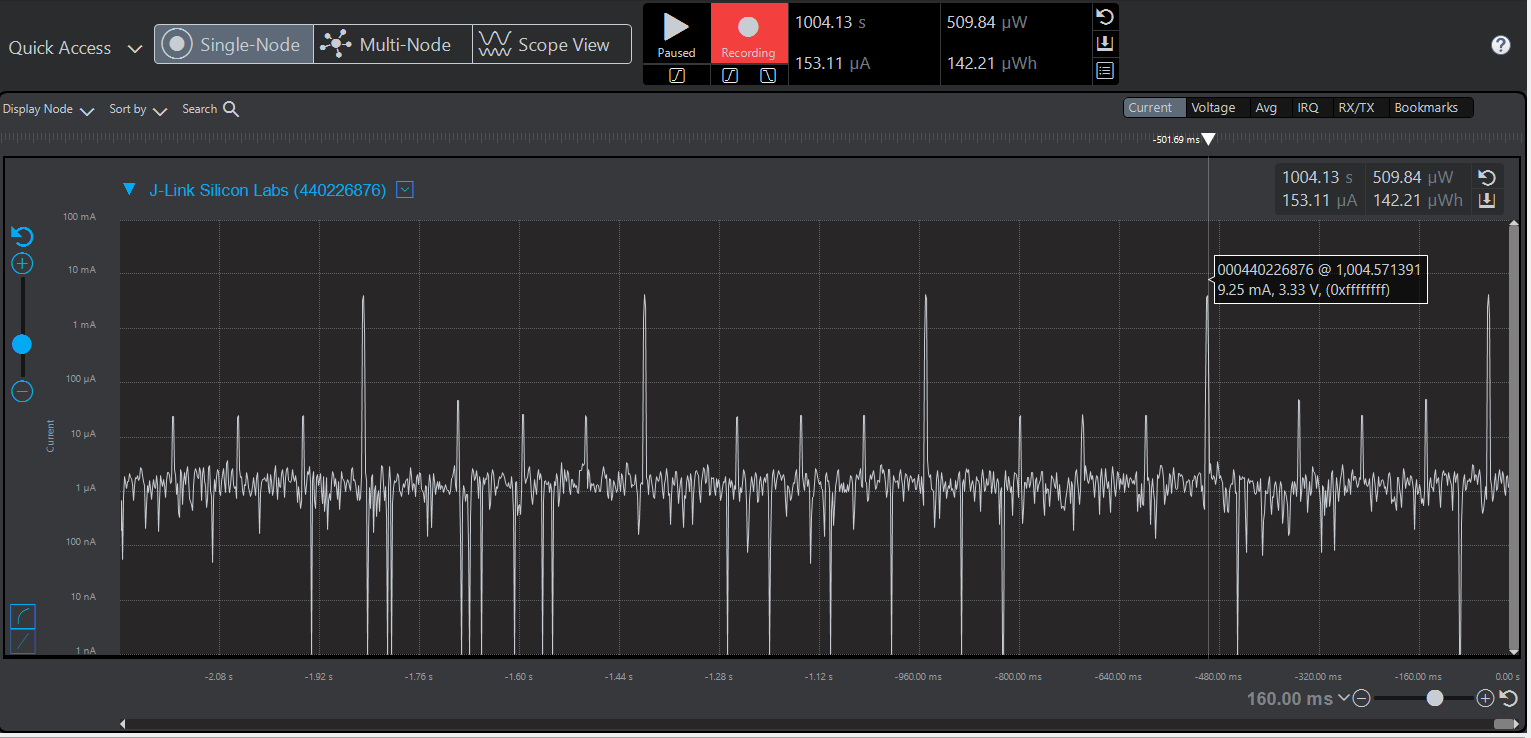 Quick Access
Single-Node
Multi-Node
Scope View
Paused
Recording
1004.13 s
509.84 µW
153.11 µA
142.21 µWh
?
Display Node
Sort by
Search
Current
Voltage
Avg
IRQ
RX/TX
Bookmarks
-501.69 ms
J-Link Silicon Labs (440226876)
1004.13 s
509.84 µW
153.11 µA
142.21 µWh
100 mA
10 mA
1 mA
100 µA
10 µA
1 µA
100 nA
10 nA
1 nA
Current
000440226876 @ 1,004.571391
9.25 mA, 3.33 V, (0xffffffff)
-2.08 s
-1.92 s
-1.76 s
-1.60 s
-1.44 s
-1.28 s
-1.12 s
-960.00 ms
-800.00 ms
-640.00 ms
-480.00 ms
-320.00 ms
-160.00 ms
0.00 s
160.00 ms